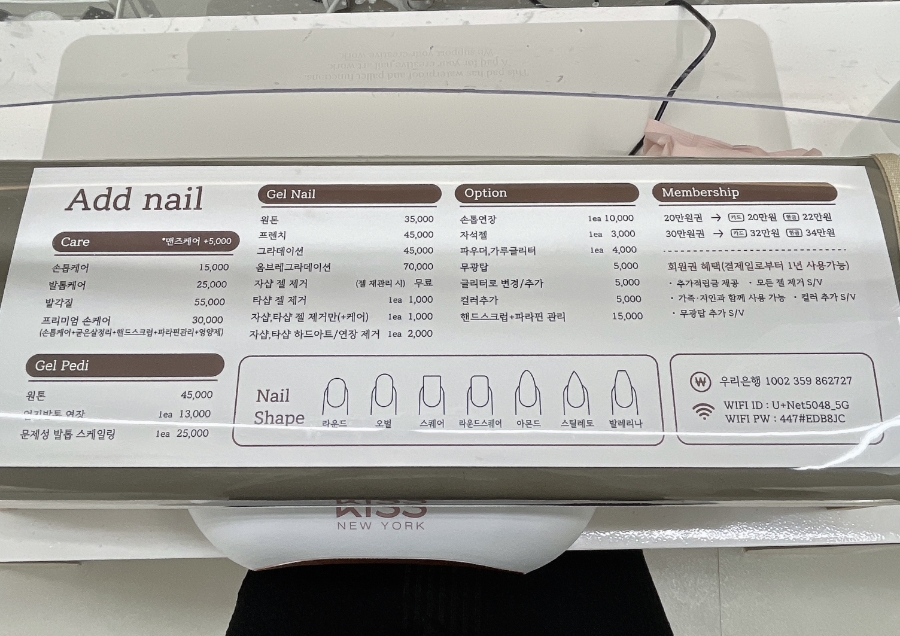 Add nail
Care *맨즈케어 +5,000
손톱케어 15,000
발톱케어 25,000
발각질 55,000
프리미엄 손케어 30,000
(손톱케어+굳은살정리+핸드스크럽+파라핀관리+영양제)
Gel Pedi
원톤 45,000
연장 1ea 13,000
문제성 발톱 스케일링 1ea 25,000
Gel Nail
원톤 35,000
프렌치 45,000
그라데이션 45,000
옴브레그라데이션 70,000
자샵 젤 제거 (젤 재관리 시) 무료
타샵 젤 제거 1ea 1,000
자샵,타샵 젤 제거만(+케어) 1ea 1,000
자샵,타샵 하드아트/연장 제거 1ea 2,000
Option
손톱연장 1ea 10,000
자석젤 1ea 3,000
파우더,가루글리터 1ea 4,000
무광탑 5,000
글리터로 변경/추가 5,000
컬러추가 5,000
핸드스크럽+파라핀 관리 15,000
Membership
20만원권 → 카드 20만원 현금 22만원
30만원권 → 카드 32만원 현금 34만원
회원권 혜택(결제일로부터 1년 사용가능)
· 추가적립금 제공 · 모든 젤 제거 S/V
· 가족·지인과 함께 사용 가능 · 컬러 추가 S/V
· 무광탑 추가 S/V
Nail
Shape
라운드 오벌 스퀘어 라운드스퀘어 아몬드 스틸레토 발레리나
₩ 우리은행 1002 359 862727
WIFI ID : U+Net5048_5G
WIFI PW : 447#EDB8JC
KISS
NEW YORK